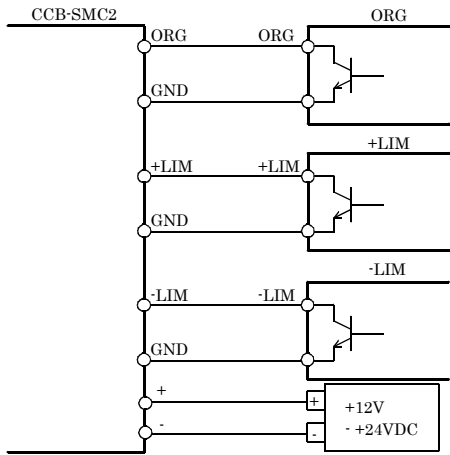 CCB-SMC2
ORG
ORG ORG
GND
+LIM
+LIM +LIM
GND
-LIM
-LIM -LIM
GND
+ +
+12V
- +24VDC
- -